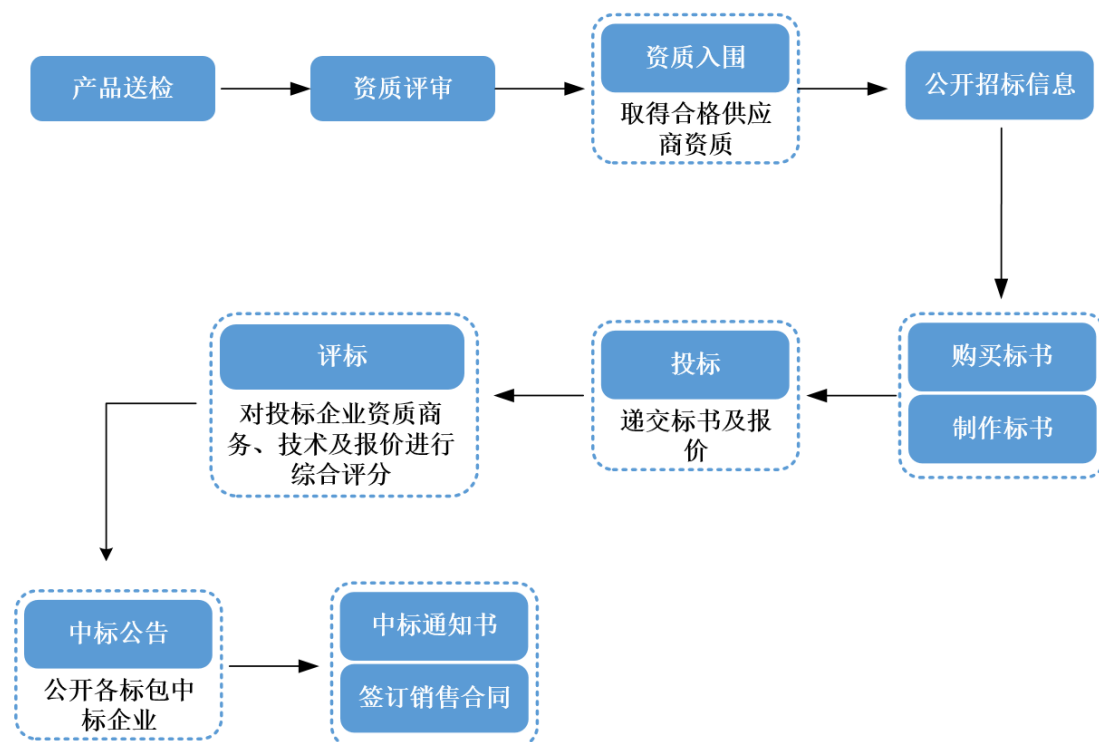 产品送检
资质评审
资质入围
取得合格供应
商资质
公开招标信息
购买标书
制作标书
投标
递交标书及报
价
评标
对投标企业资质商
务、技术及报价进行
综合评分
中标公告
公开各标包中
标企业
中标通知书
签订销售合同